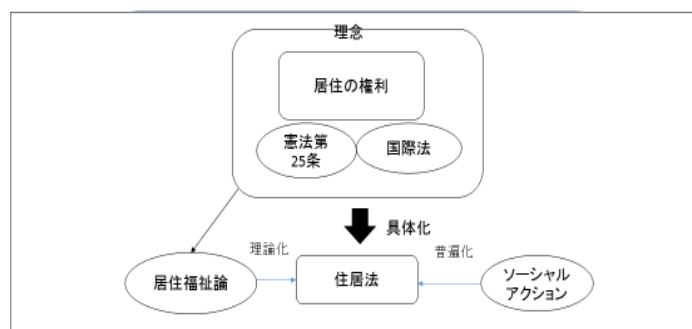 理念
居住の権利
憲法第
25条
国際法
具体化
理論化
普遍化
居住福祉論
住居法
ソーシャル
アクション